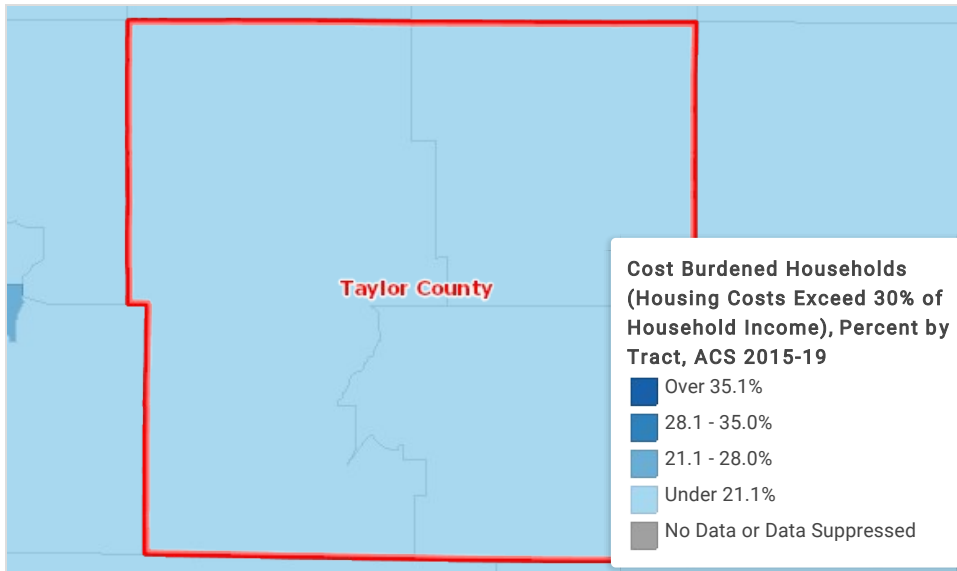 Taylor County
Cost Burdened Households
(Housing Costs Exceed 30% of
Household Income), Percent by
Tract, ACS 2015-19
Over 35.1%
28.1 - 35.0%
21.1 - 28.0%
Under 21.1%
No Data or Data Suppressed